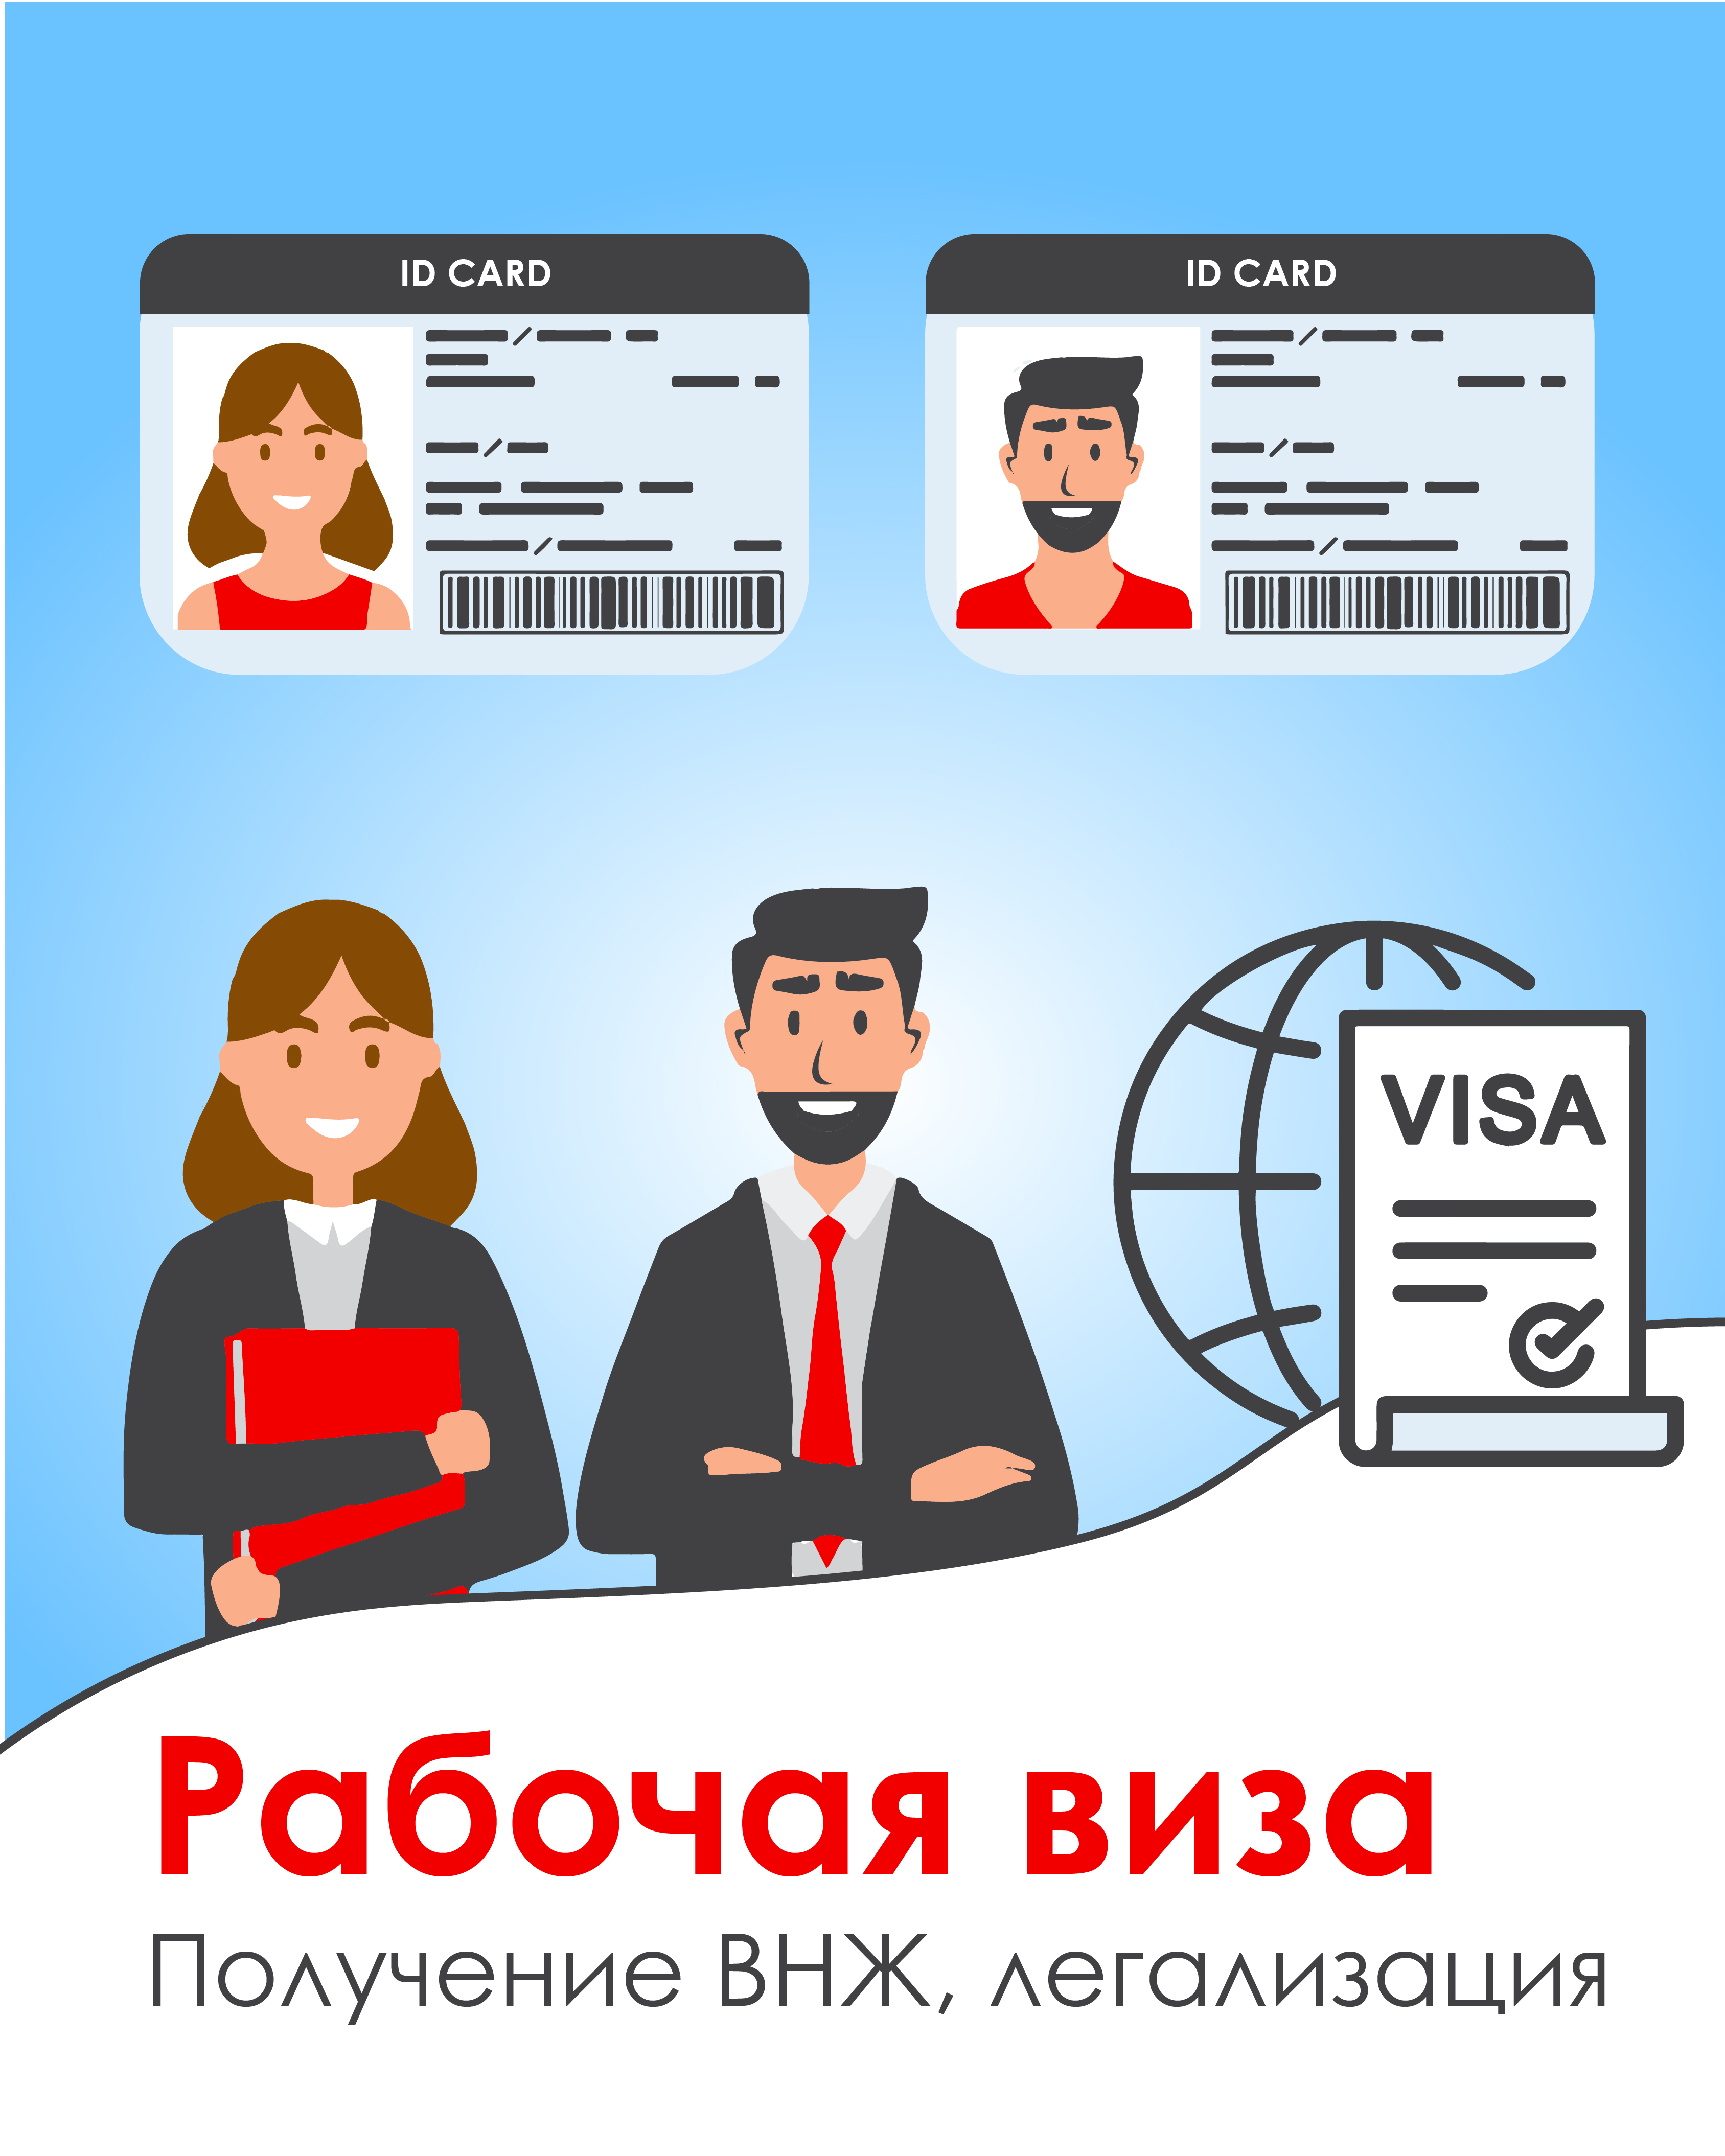 ID CARD
ID CARD
VISA
Рабочая виза
Получение ВНЖ, легализация